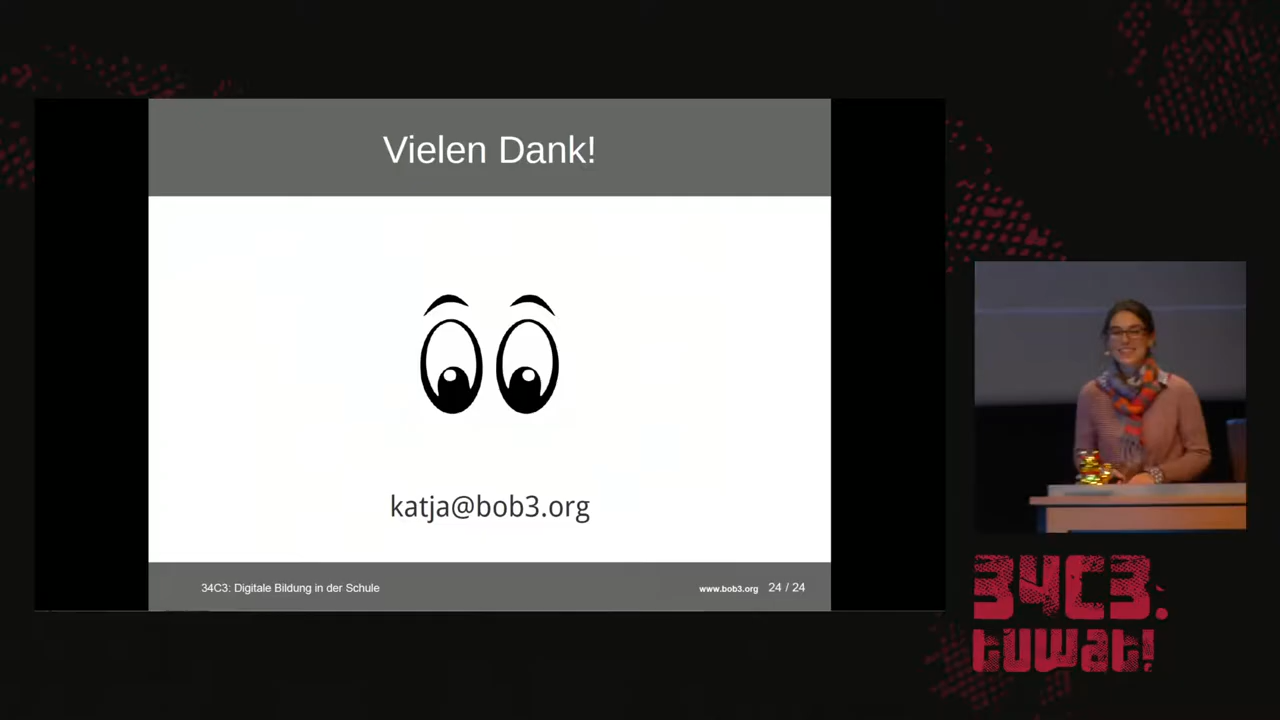 Vielen Dank!
katja@bob3.org
34C3: Digitale Bildung in der Schule
www.bob3.org 24 / 24
34C3.
tuwat!